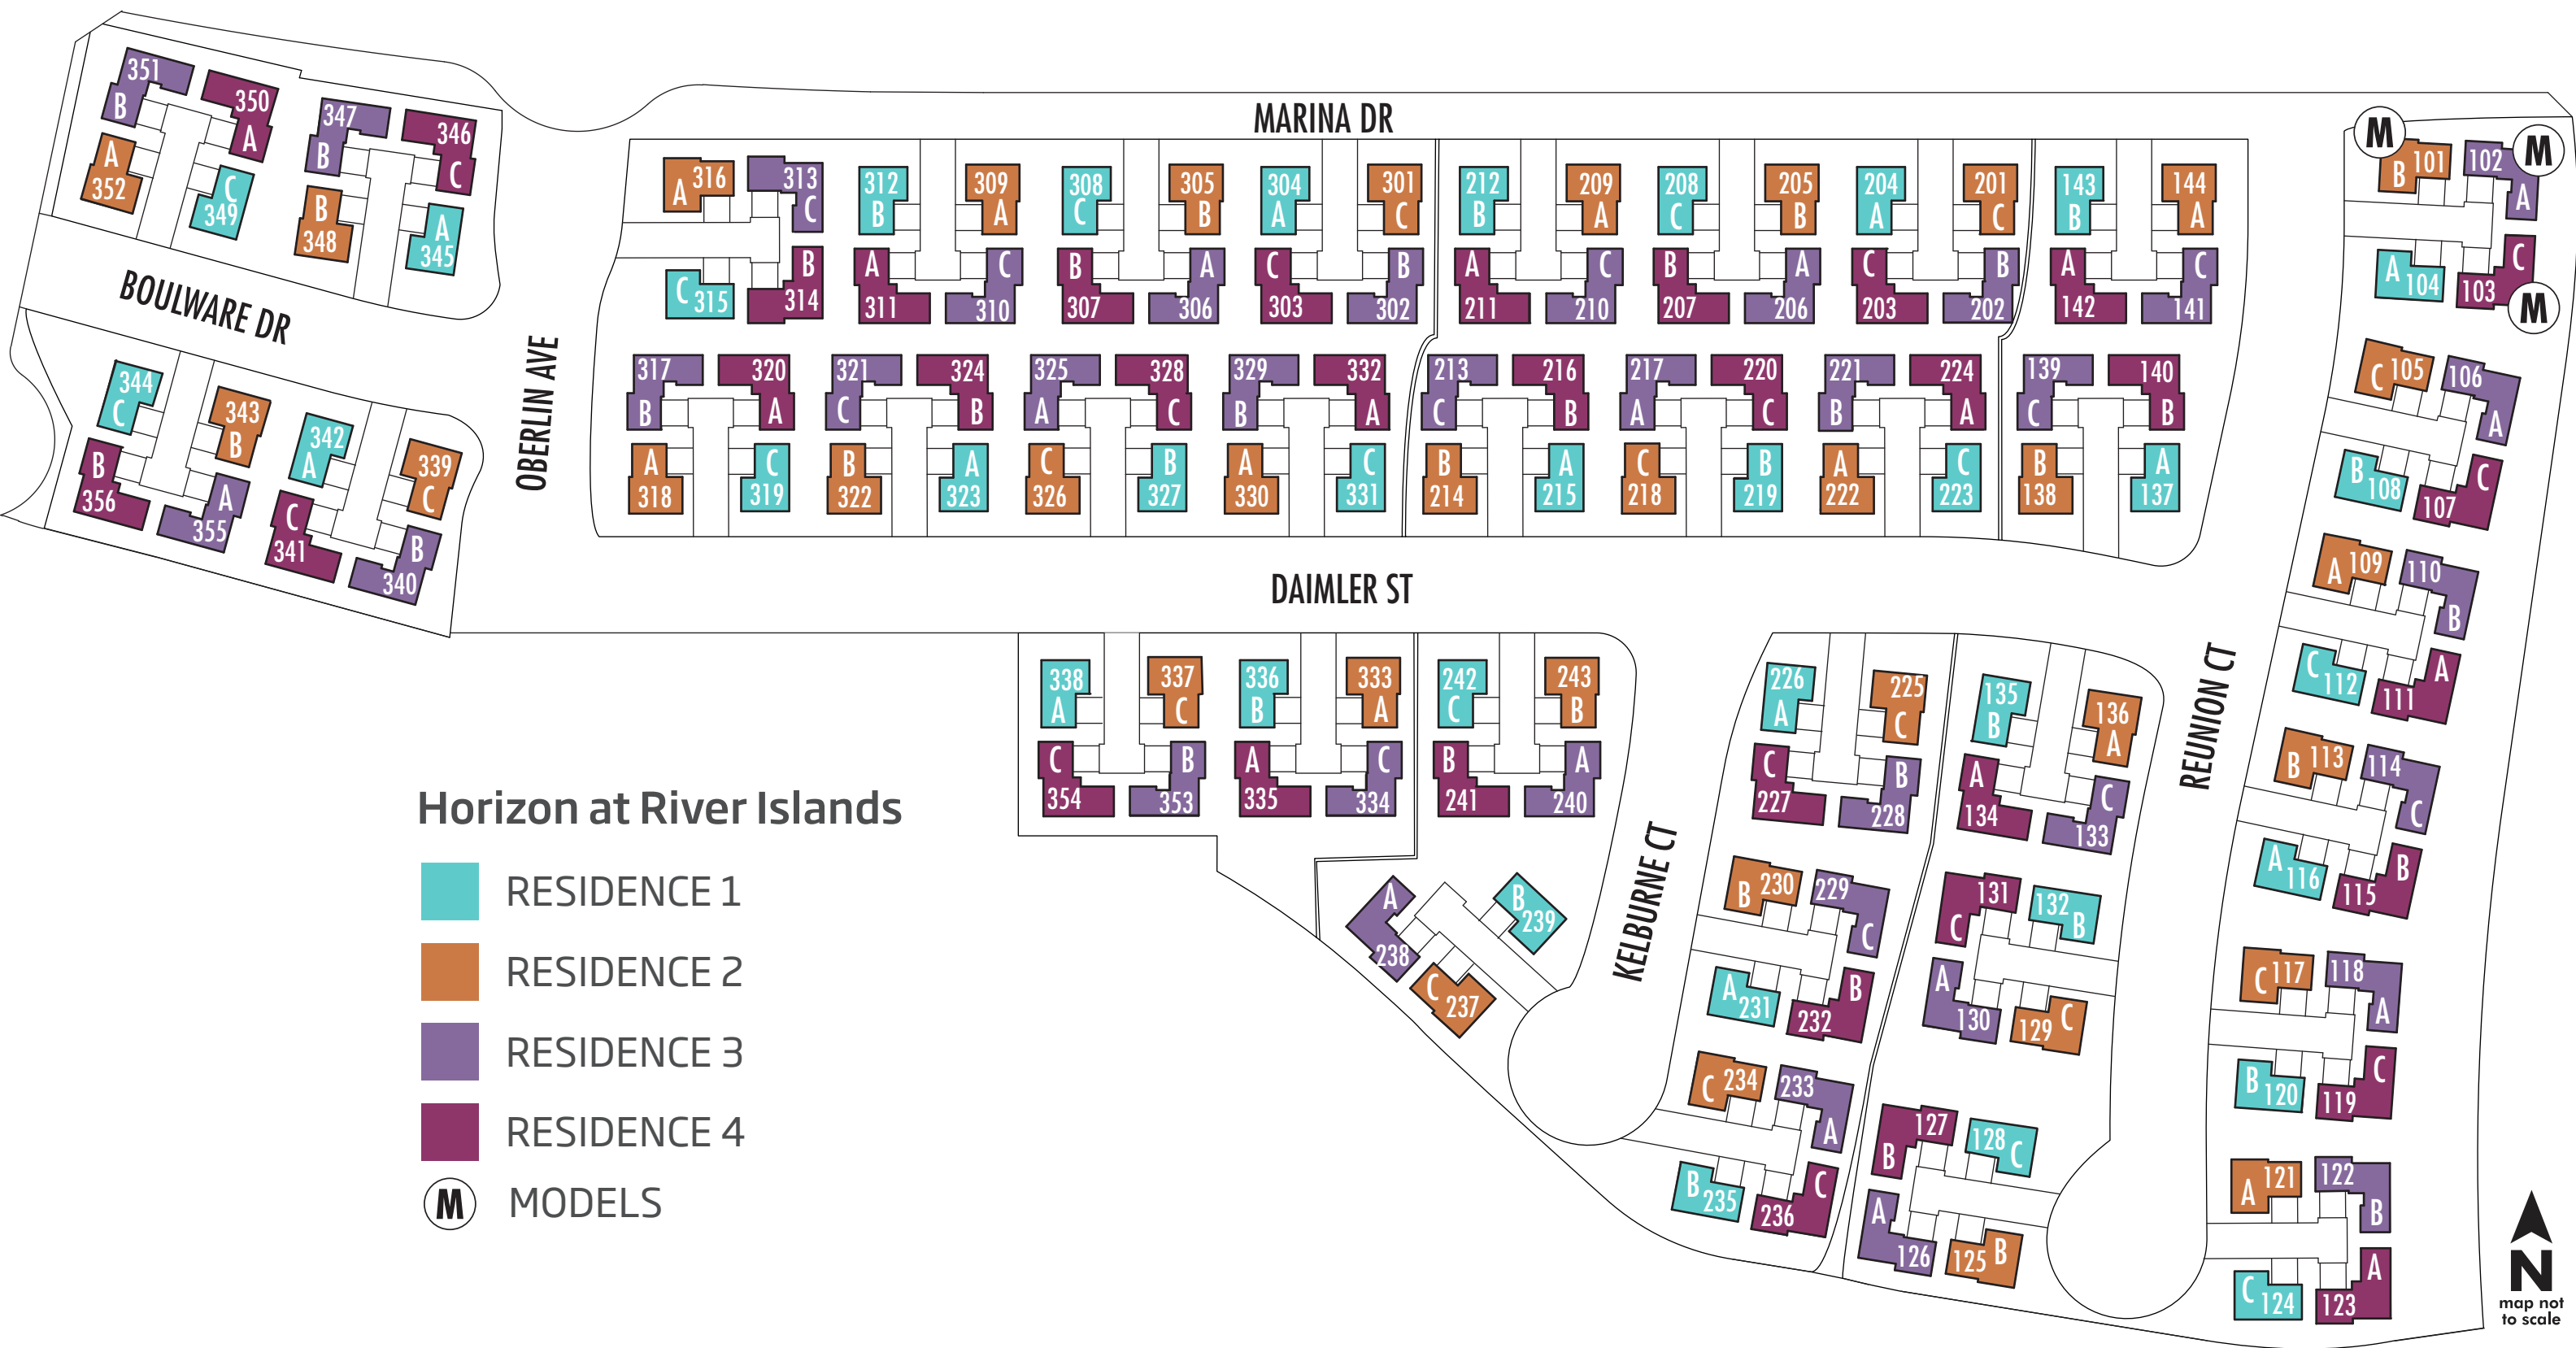 MARINA DR
351
B
350
A
A
352
C
349
347
B
346
C
B
348
A
345
BOULWARE DR
344
C
343
B
B
356
A
355
342
A
339
C
C
341
B
340
OBERLIN AVE
A 316
313
C
C 315
B
314
312
B
309
A
A
311
C
310
308
C
305
B
B
307
A
306
304
A
301
C
C
303
B
302
212
B
209
A
A
211
C
210
208
C
205
B
B
207
A
206
204
A
201
C
C
203
B
202
143
B
144
A
A
142
C
141
317
B
320
A
A
318
C
319
321
C
324
B
B
322
A
323
325
A
328
C
C
326
B
327
329
B
332
A
A
330
C
331
213
C
216
B
B
214
A
215
217
A
220
C
C
218
B
219
221
B
224
A
A
222
C
223
139
C
140
B
B
138
A
137
DAIMLER ST
338
A
337
C
C
354
B
353
336
B
333
A
A
335
C
334
242
C
243
B
B
241
A
240
A
238
B
239
C
237
KELBURNE CT
226
A
225
C
C
227
B
228
B 230
229
C
A
231
B
232
C 234
233
A
B
235
C
236
135
B
136
A
A
134
C
133
131
C
132
B
A
130
129 C
127
B
128
C
A
126
125 B
REUNION CT
M
B 101
102
A
M
A 104
C
103
M
C 105
106
A
B 108
C
107
A 109
110
B
C
112
A
111
B 113
114
C
A
116
B
115
C 117
118
A
B 120
C
119
A 121
122
B
C 124
A
123
Horizon at River Islands
RESIDENCE 1
RESIDENCE 2
RESIDENCE 3
RESIDENCE 4
M MODELS
N
map not
to scale